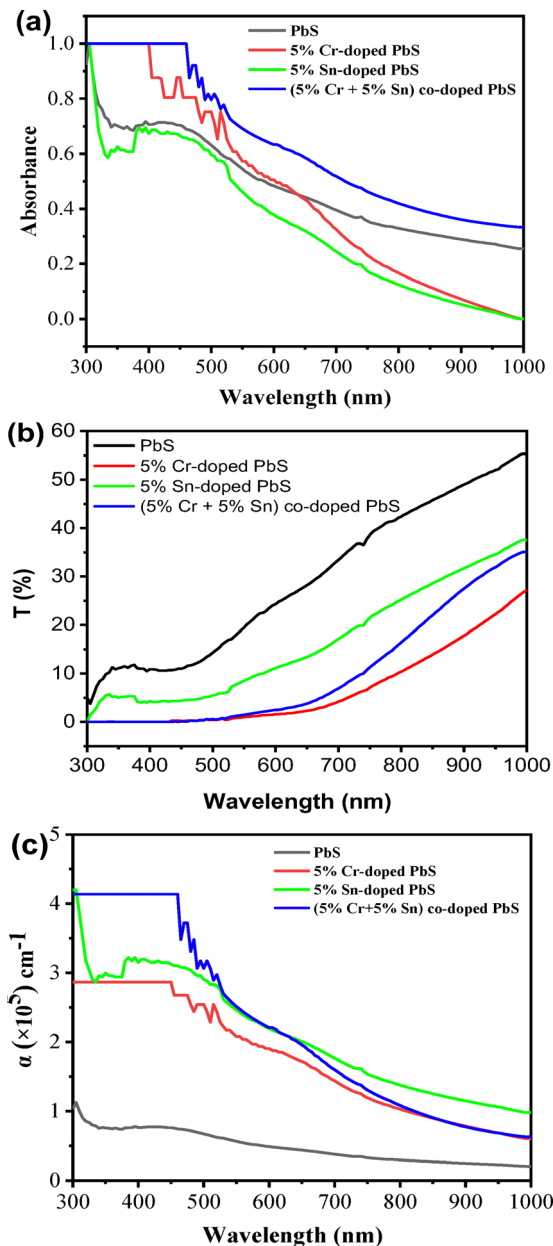 (a)
PbS
5% Cr-doped PbS
5% Sn-doped PbS
(5% Cr + 5% Sn) co-doped PbS
1.0
0.8
0.6
0.4
0.2
0.0
Absorbance
300 400 500 600 700 800 900 1000
Wavelength (nm)
(b)
PbS
5% Cr-doped PbS
5% Sn-doped PbS
(5% Cr + 5% Sn) co-doped PbS
60
50
40
30
20
10
0
T (%)
300 400 500 600 700 800 900 1000
Wavelength (nm)
(c)
PbS
5% Cr-doped PbS
5% Sn-doped PbS
(5% Cr+5% Sn) co-doped PbS
5
4
3
2
1
0
α (×10⁵) cm⁻¹
300 400 500 600 700 800 900 1000
Wavelength (nm)